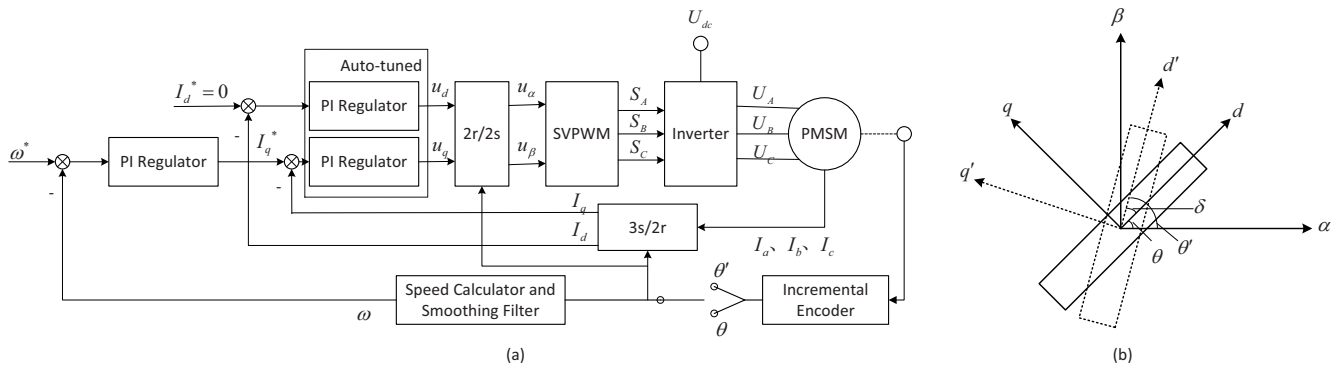 U_{dc}
Auto-tuned
I_d^* = 0
PI Regulator
u_d
u_α
S_A
U_A
2r/2s
SVPWM
S_B
Inverter
U_B
PMSM
ω*
PI Regulator
I_q^*
PI Regulator
u_q
u_β
S_C
U_C
-
-
-
I_q
I_d
3s/2r
I_a、I_b、I_c
ω
Speed Calculator and
Smoothing Filter
θ'
θ
Incremental
Encoder
(a)
β
d'
q
d
q'
δ
α
θ
θ'
(b)